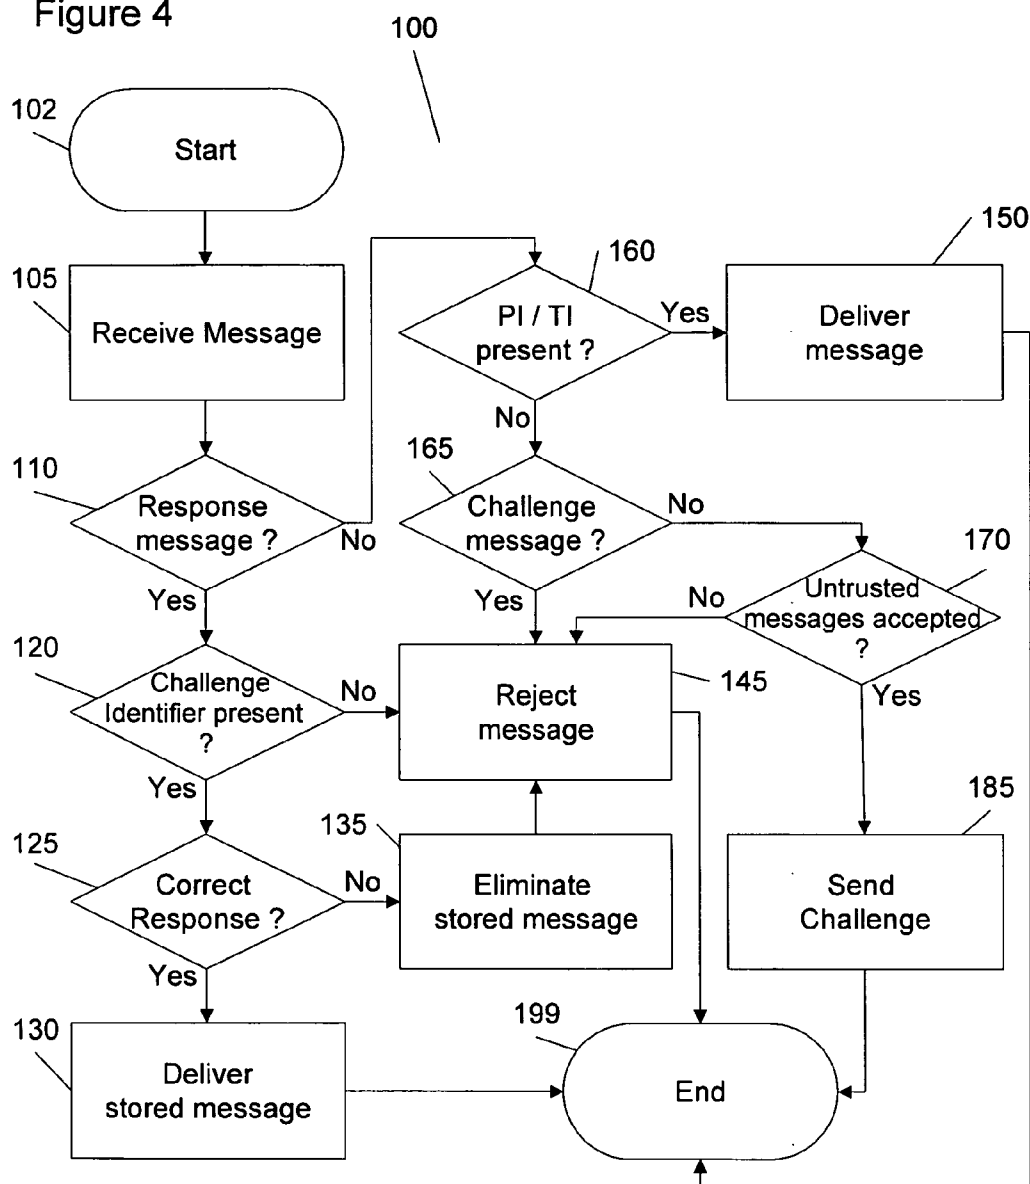 Figure 4
100
102
Start
105
Receive Message
150
Deliver
message
160
PI / TI
present ?
Yes
No
110
Response
message ?
No
Yes
165
Challenge
message ?
No
Yes
170
Untrusted
messages accepted
?
No
Yes
120
Challenge
Identifier present
?
No
Yes
145
Reject
message
125
Correct
Response ?
No
Yes
135
Eliminate
stored message
185
Send
Challenge
130
Deliver
stored message
199
End